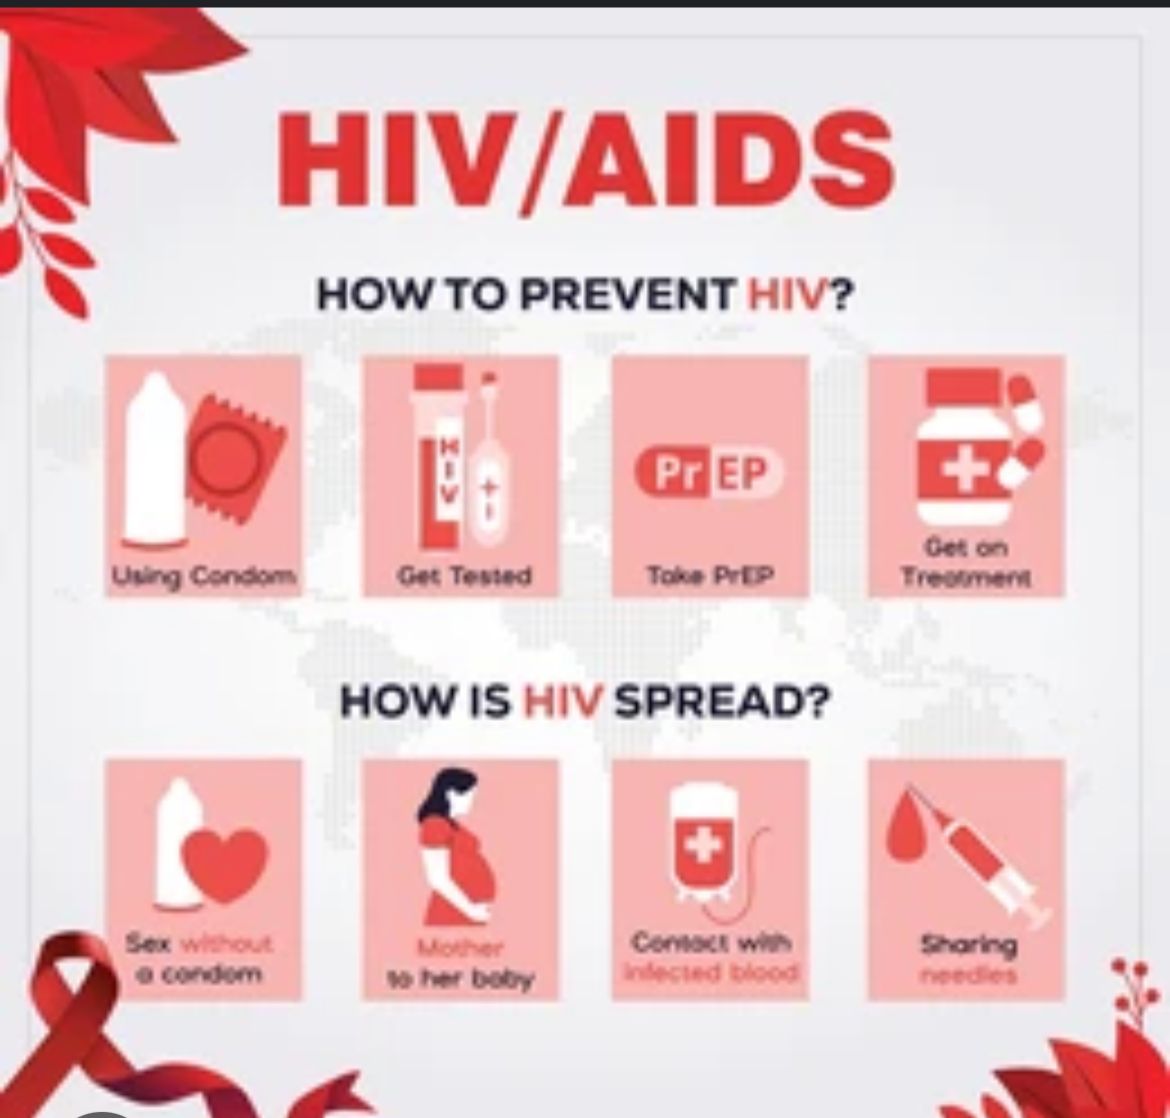 HIV/AIDS
HOW TO PREVENT HIV?
HIV
+
-
PrEP
Using Condom
Get Tested
Take PrEP
Get on
Treatment
HOW IS HIV SPREAD?
Sex without
a condom
Mother
to her baby
Contact with
infected blood
Sharing
needles